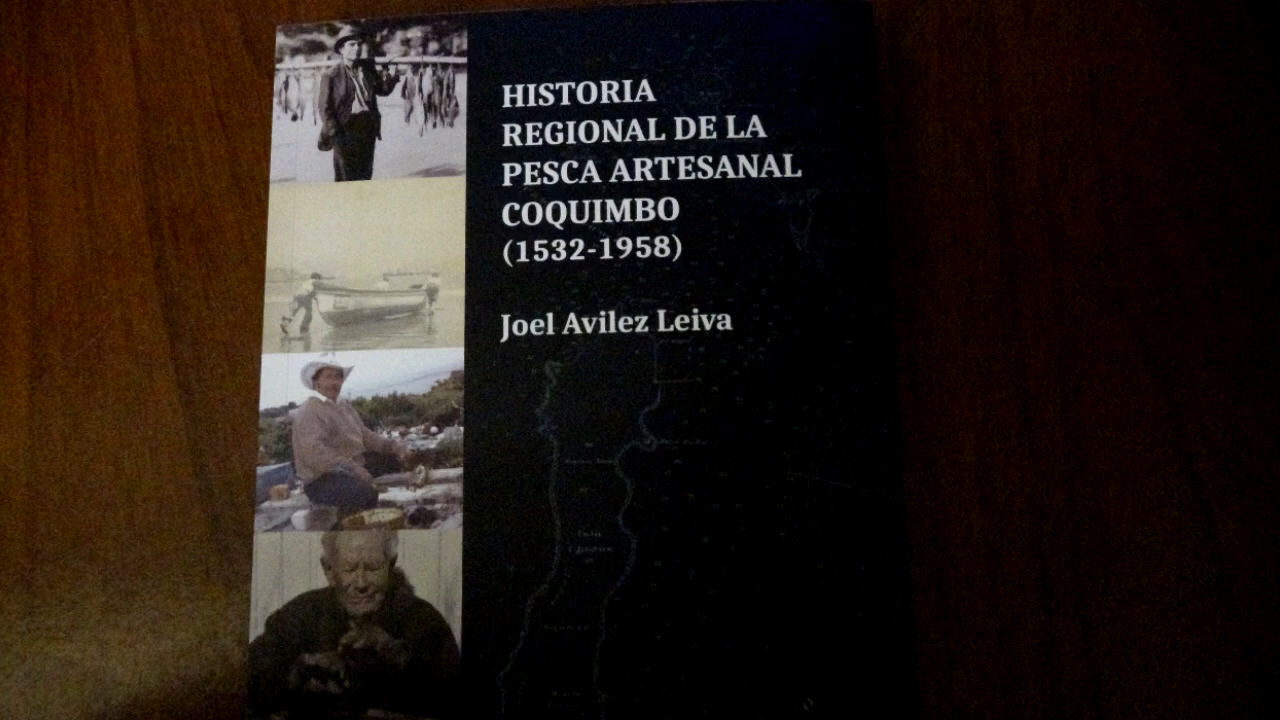 HISTORIA
REGIONAL DE LA
PESCA ARTESANAL
COQUIMBO
(1532-1958)
Joel Avilez Leiva